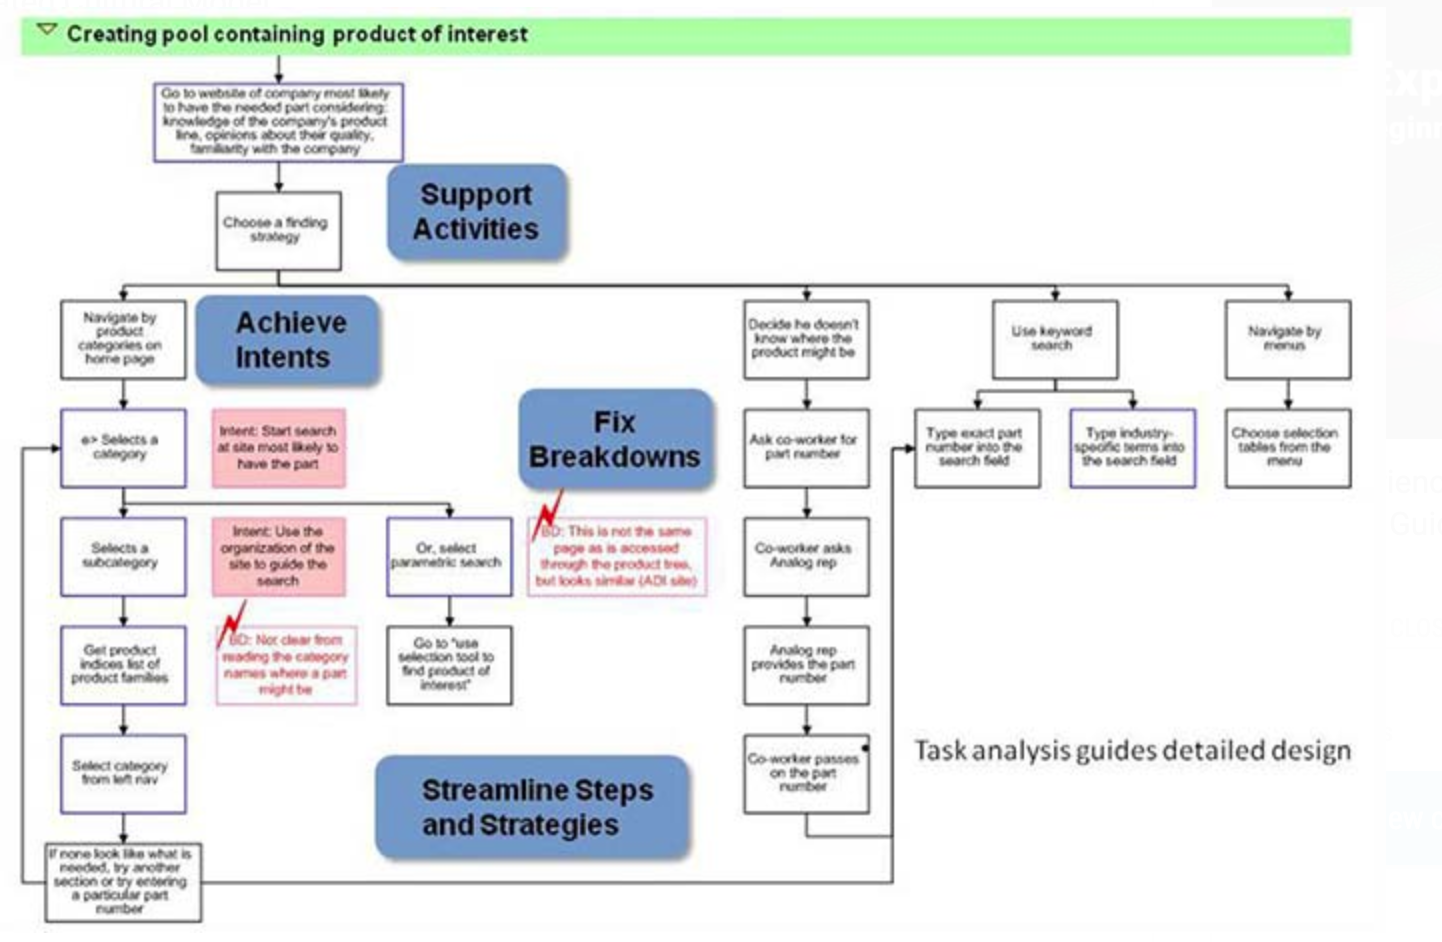 Creating pool containing product of interest
Go to website of company most likely
to have the needed part considering:
knowledge of the company's product
line, opinions about their quality,
familiarity with the company
Support
Activities
Choose a finding
strategy
Navigate by
product
categories on
home page
Achieve
Intents
Decide he doesn't
know where the
product might be
Use keyword
search
Navigate by
menus
e> Selects a
category
Intent: Start search
at site most likely to
have the part
Fix
Breakdowns
Ask co-worker for
part number
Type exact part
number into the
search field
Type industry-
specific terms into
the search field
Choose selection
tables from the
menu
Selects a
subcategory
Intent: Use the
organization of the
site to guide the
search
Or, select
parametric search
BD: This is not the same
page as is accessed
through the product tree,
but looks similar (ADI site)
Co-worker asks
Analog rep
Get product
indices list of
product families
BD: Not clear from
reading the category
names where a part
might be
Go to "use
selection tool to
find product of
interest"
Analog rep
provides the part
number
Select category
from left nav
Streamline Steps
and Strategies
Co-worker passes
on the part
number
Task analysis guides detailed design
If none look like what is
needed, try another
section or try entering
a particular part
number